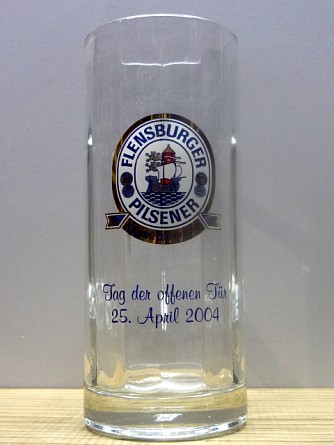 FLENSBURGER
PILSENER
Tag der offenen Tür
25. April 2004